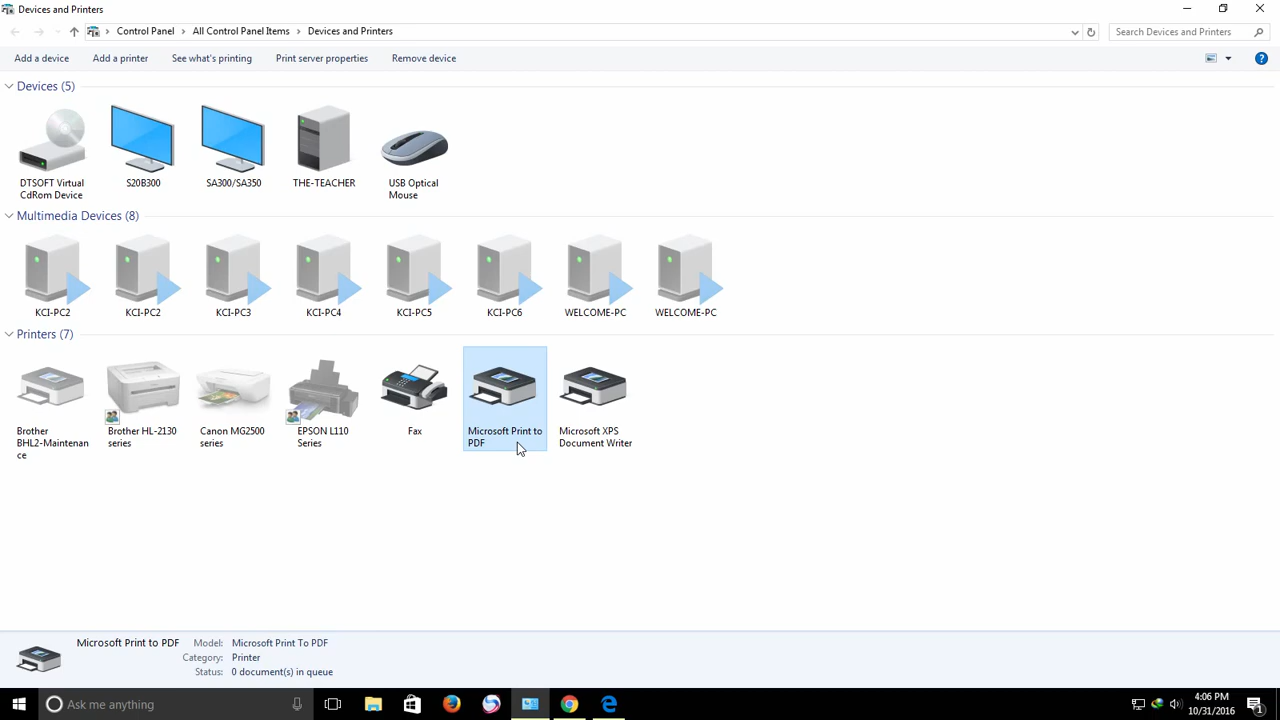 Devices and Printers
Control Panel All Control Panel Items Devices and Printers Search Devices and Printers
Add a device Add a printer See what's printing Print server properties Remove device
Devices (5)
DTSOFT Virtual CdRom Device
S20B300
SA300/SA350
THE-TEACHER
USB Optical Mouse
Multimedia Devices (8)
KCI-PC2 KCI-PC2 KCI-PC3 KCI-PC4 KCI-PC5 KCI-PC6 WELCOME-PC WELCOME-PC
Printers (7)
Brother
BHL2-Maintenan
ce
Brother HL-2130
series
Canon MG2500
series
EPSON L110
Series
Fax
Microsoft Print to
PDF
Microsoft XPS
Document Writer
Microsoft Print to PDF Model: Microsoft Print To PDF
Category: Printer
Status: 0 document(s) in queue
Ask me anything
4:06 PM
10/31/2016
1